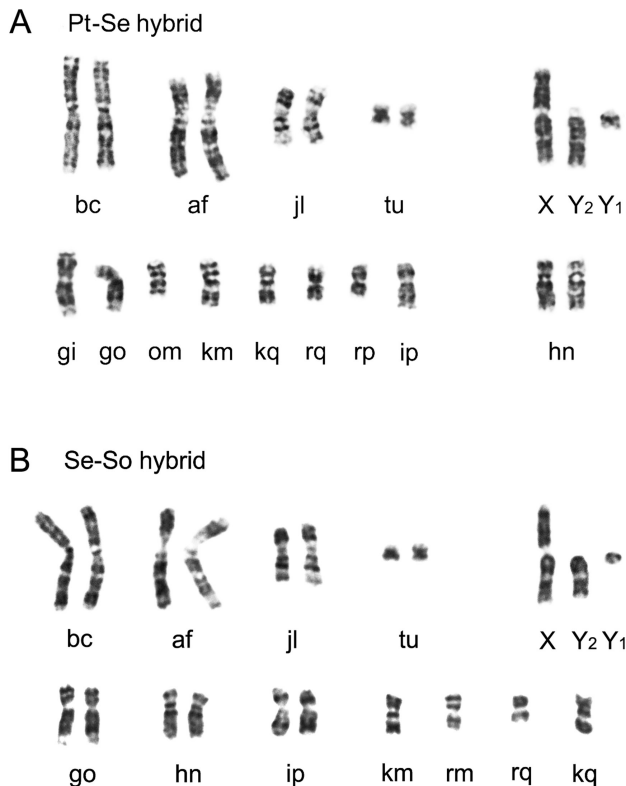 A Pt-Se hybrid
bc af jl tu X Y2 Y1
gi go om km kq rq rp ip hn
B Se-So hybrid
bc af jl tu X Y2 Y1
go hn ip km rm rq kq